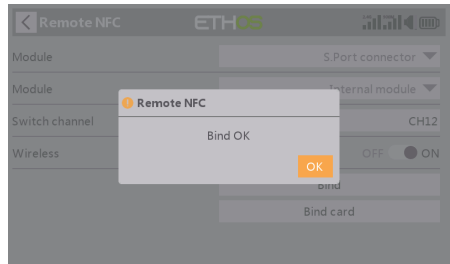 Remote NFC
ETHOS
Module
S.Port connector
Module
Internal module
Remote NFC
Switch channel
CH12
Bind OK
Wireless
OFF ON
OK
Bind
Bind card